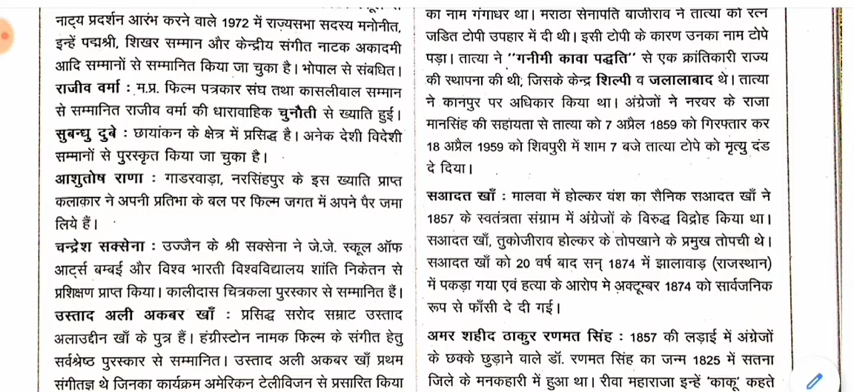 नाट्य प्रदर्शन आरंभ करने वाले 1972 में राज्यसभा सदस्य मनोनीत,
इन्हें पद्मश्री, शिखर सम्मान और केन्द्रीय संगीत नाटक अकादमी
आदि सम्मानों से सम्मानित किया जा चुका है। भोपाल से संबधित।
राजीव वर्मा : म.प्र. फिल्म पत्रकार संघ तथा कासलीवाल सम्मान
से सम्मानित राजीव वर्मा की धारावाहिक चुनौती से ख्याति हुई।
सुबन्धु दुबे : छायांकन के क्षेत्र में प्रसिद्ध है। अनेक देशी विदेशी
सम्मानों से पुरस्कृत किया जा चुका है।
आशुतोष राणा : गाडरवाड़ा, नरसिंहपुर के इस ख्याति प्राप्त
कलाकार ने अपनी प्रतिभा के बल पर फिल्म जगत में अपने पैर जमा
लिये हैं।
चन्द्रेश सक्सेना : उज्जैन के श्री सक्सेना ने जे.जे. स्कूल ऑफ
आर्ट्स बम्बई और विश्व भारती विश्वविद्यालय शांति निकेतन से
प्रशिक्षण प्राप्त किया। कालीदास चित्रकला पुरस्कार से सम्मानित हैं।
उस्ताद अली अकबर खाँ : प्रसिद्ध सरोद सम्राट उस्ताद
अलाउद्दीन खाँ के पुत्र हैं। हंग्रीस्टोन नामक फिल्म के संगीत हेतु
सर्वश्रेष्ठ पुरस्कार से सम्मानित। उस्ताद अली अकबर खाँ प्रथम
संगीतज्ञ थे जिनका कार्यक्रम अमेरिकन टेलीविजन से प्रसारित किया
का नाम गंगाधर था। मराठा सेनापति बाजीराव ने तात्या को रत्न
जडित टोपी उपहार में दी थी। इसी टोपी के कारण उनका नाम टोपे
पड़ा। तात्या ने "गनीमी कावा पद्धति" से एक क्रांतिकारी राज्य
की स्थापना की थी, जिसके केन्द्र शिल्पी व जलालाबाद थे। तात्या
ने कानपुर पर अधिकार किया था। अंग्रेजों ने नरवर के राजा
मानसिंह की सहांयता से तात्या को 7 अप्रैल 1859 को गिरफ्तार कर
18 अप्रैल 1959 को शिवपुरी में शाम 7 बजे तात्या टोपे को मृत्यु दंड
दे दिया।
सआदत खाँ : मालवा में होल्कर वंश का सैनिक सआदत खाँ ने
1857 के स्वतंत्रता संग्राम में अंग्रेजों के विरुद्ध विद्रोह किया था।
सआदत खाँ, तुकोजीराव होल्कर के तोपखाने के प्रमुख तोपची थे।
सआदत खाँ को 20 वर्ष बाद सन् 1874 में झालावाड़ (राजस्थान)
में पकड़ा गया एवं हत्या के आरोप मे अक्टूम्बर 1874 को सार्वजनिक
रूप से फाँसी दे दी गई।
अमर शहीद ठाकुर रणमत सिंह : 1857 की लड़ाई में अंग्रेजों
के छक्के छुड़ाने वाले डॉ. रणमत सिंह का जन्म 1825 में सतना
जिले के मनकहारी में हुआ था। रीवा महाराजा इन्हें 'काकू' कहते